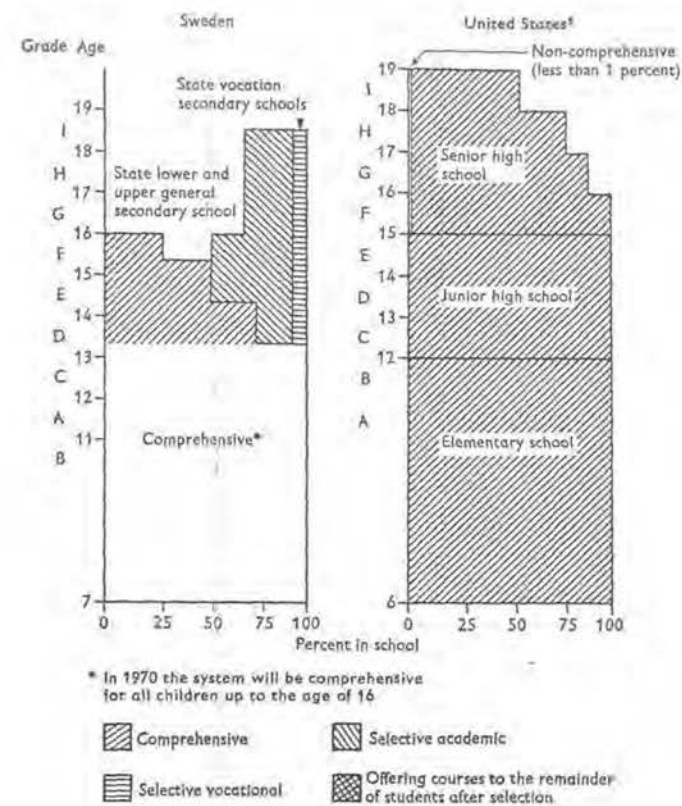 Sweden
Grade Age
State vocation
secondary schools
19
I
18
H
State lower and
upper general
secondary school
17
G
16
F
15
E
14
D
13
C
12
A
11
B
Comprehensive*
7
0 25 50 75 100
United States‡
Non-comprehensive
(less than 1 percent)
19
I
18
H
17
Senior high
school
G
16
F
15
E
14
D
Junior high school
13
C
12
B
A
Elementary school
6
0 25 50 75 100
Percent in school
* In 1970 the system will be comprehensive
for all children up to the age of 16
Comprehensive
Selective academic
Selective vocational
Offering courses to the remainder
of students after selection